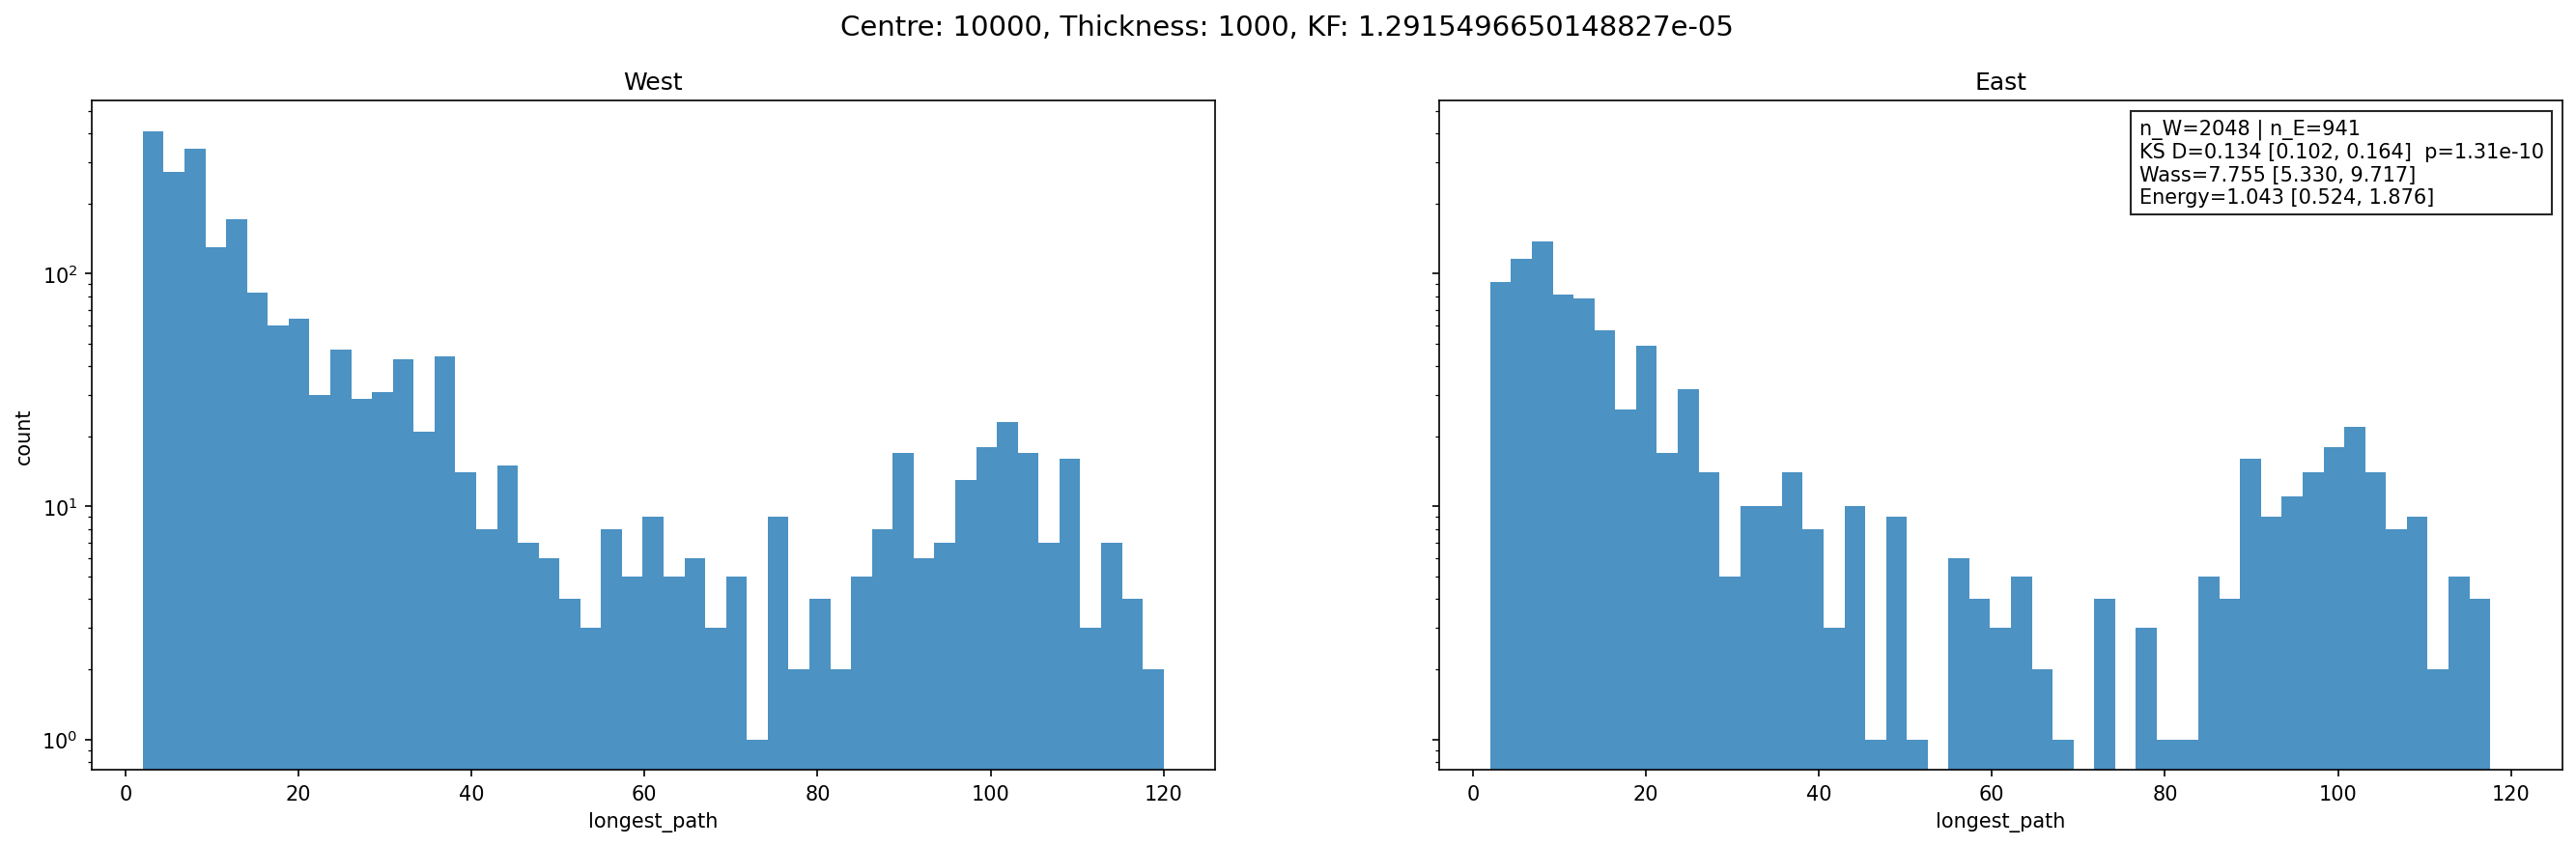 Centre: 10000, Thickness: 1000, KF: 1.2915496650148827e-05
West
count
10²
10¹
10⁰
0 20 40 60 80 100 120
longest_path
East
n_W=2048 | n_E=941
KS D=0.134 [0.102, 0.164] p=1.31e-10
Wass=7.755 [5.330, 9.717]
Energy=1.043 [0.524, 1.876]
0 20 40 60 80 100 120
longest_path